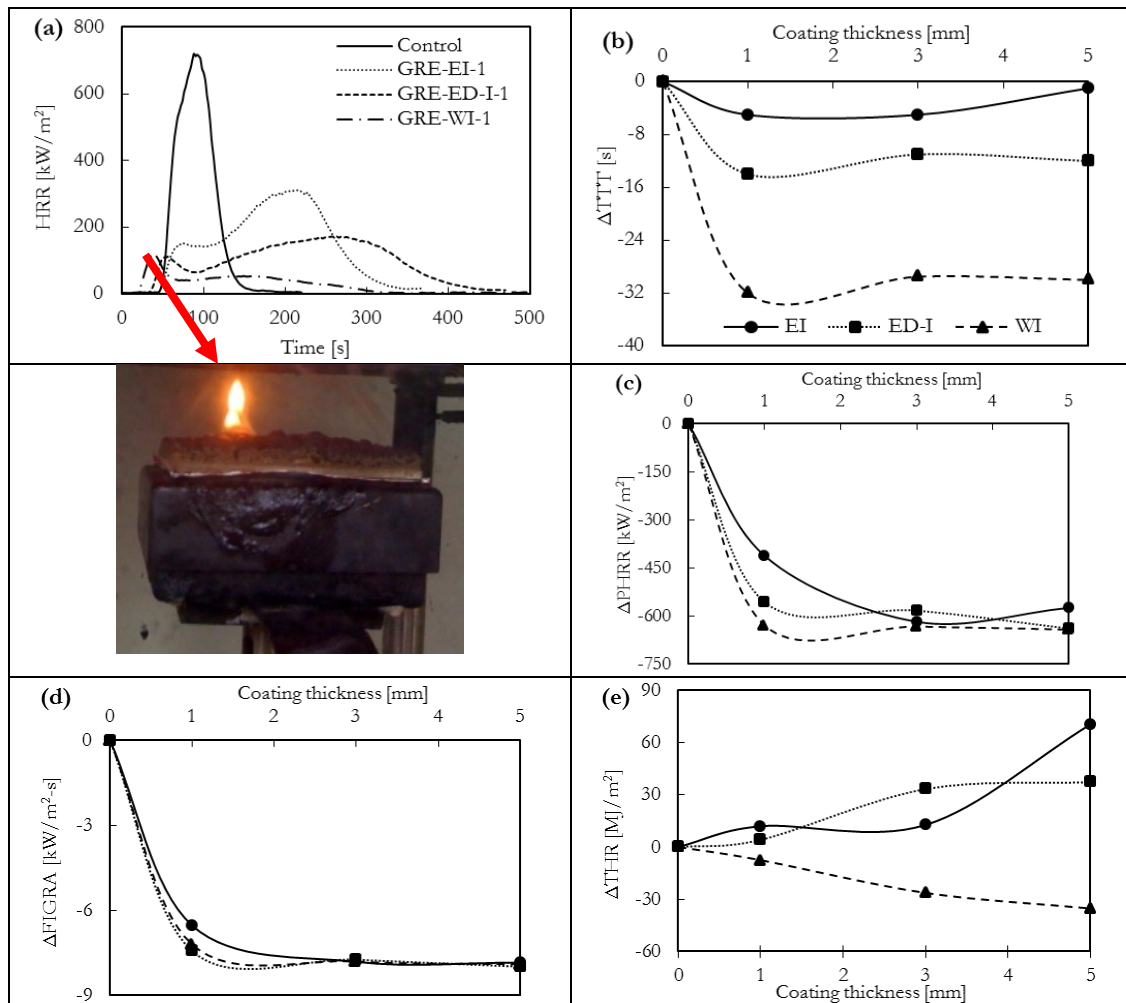 (a)
800
600
400
200
0
HRR [kW/m²]
Control
GRE-EI-1
GRE-ED-I-1
GRE-WI-1
0 100 200 300 400 500
Time [s]
(b)
Coating thickness [mm]
0 1 2 3 4 5
0
-8
-16
-24
-32
-40
ΔTTT [s]
EI ED-I WI
(c)
Coating thickness [mm]
0 1 2 3 4 5
0
-150
-300
-450
-600
-750
ΔPHRR [kW/m²]
(d)
Coating thickness [mm]
0 1 2 3 4 5
0
-3
-6
-9
ΔFIGRA [kW/m²-s]
(e)
90
60
30
0
-30
-60
ΔTHR [MJ/m²]
0 1 2 3 4 5
Coating thickness [mm]